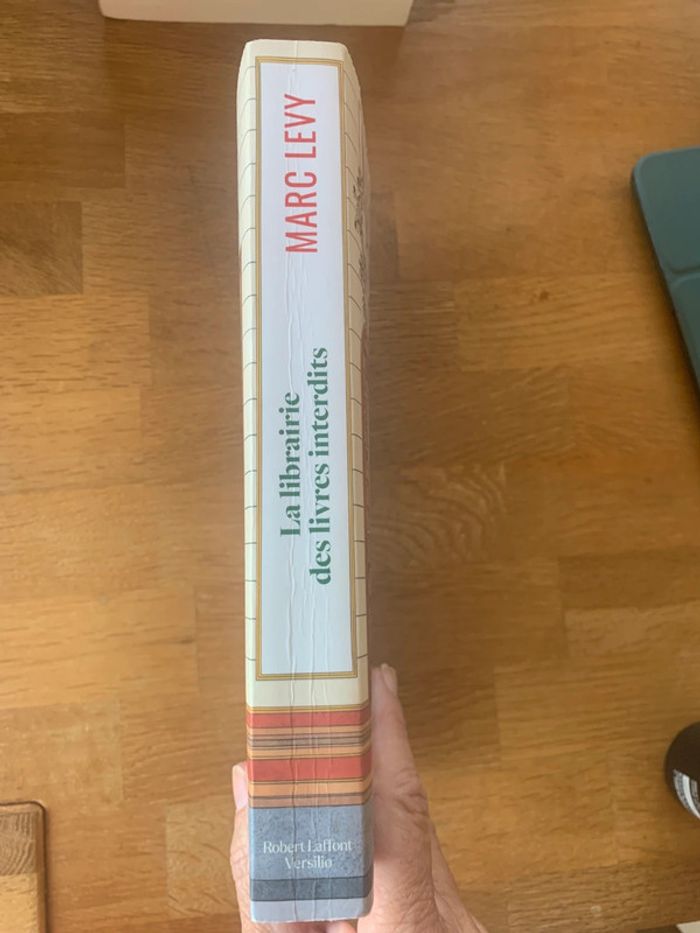 MARC LEVY
La librairie
des livres interdits
Robert Laffont
Versilio